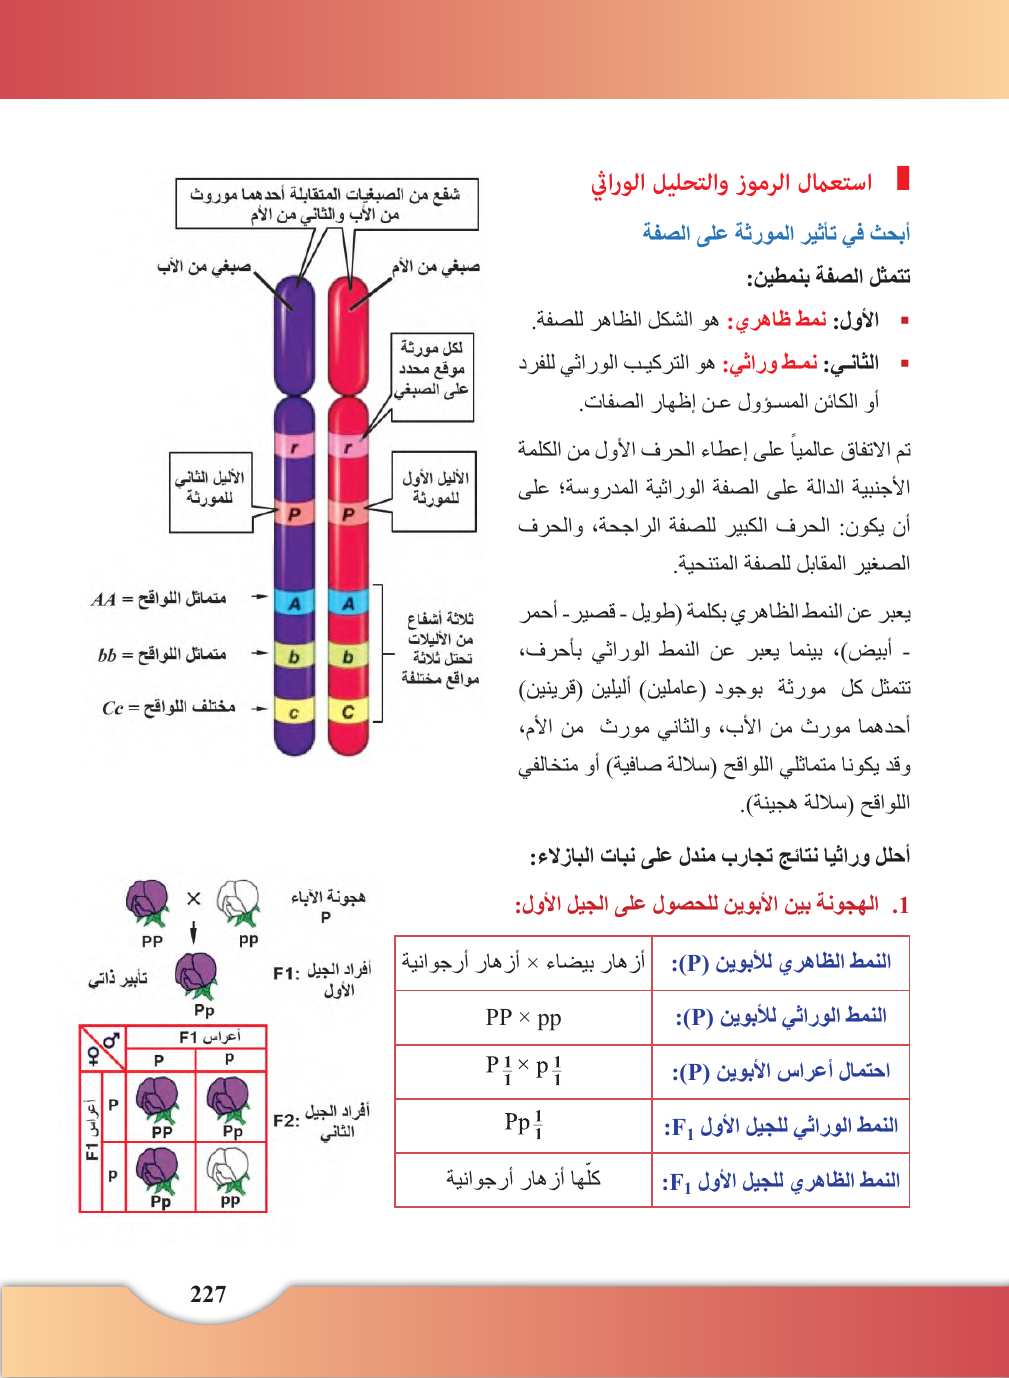 استعمال الرموز والتحليل الوراثي
أبحث في تأثير المورثة على الصفة
تتمثل الصفة بنمطين:
▪ الأول: نمط ظاهري: هو الشكل الظاهر للصفة.
▪ الثاني: نمط وراثي: هو التركيب الوراثي للفرد
أو الكائن المسؤول عن إظهار الصفات.
تم الاتفاق عالمياً على إعطاء الحرف الأول من الكلمة
الأجنبية الدالة على الصفة الوراثية المدروسة؛ على
أن يكون: الحرف الكبير للصفة الراجحة، والحرف
الصغير المقابل للصفة المتنحية.
يعبر عن النمط الظاهري بكلمة (طويل - قصير- أحمر
- أبيض)، بينما يعبر عن النمط الوراثي بأحرف،
تتمثل كل مورثة بوجود (عاملين) أليلين (قرينين)
أحدهما مورث من الأب، والثاني مورث من الأم،
وقد يكونا متماثلي اللواقح (سلالة صافية) أو متخالفي
اللواقح (سلالة هجينة).
شفع من الصبغيات المتقابلة أحدهما موروث
من الأب والثاني من الأم
صبغي من الأم
صبغي من الأب
لكل مورثة
موقع محدد
على الصبغي
r r
الأليل الأول
للمورثة
الأليل الثاني
للمورثة
P P
A A
b b
c C
ثلاثة أشفاع
من الأليلات
تحتل ثلاثة
مواقع مختلفة
متماثل اللواقح = AA
متماثل اللواقح = bb
مختلف اللواقح = Cc
أحلل وراثيا نتائج تجارب مندل على نبات البازلاء:
1. الهجونة بين الأبوين للحصول على الجيل الأول:
النمط الظاهري للأبوين (P): أزهار بيضاء × أزهار أرجوانية
النمط الوراثي للأبوين (P): PP × pp
احتمال أعراس الأبوين (P): P 1/1 × p 1/1
النمط الوراثي للجيل الأول F1: Pp 1/1
النمط الظاهري للجيل الأول F1: كلّها أزهار أرجوانية
هجونة الآباء
P
×
PP pp
أفراد الجيل F1:
الأول
تأبير ذاتي
Pp
أعراس F1
♂ ♀
P p
أعراس F1
P
PP Pp
p
Pp pp
أفراد الجيل F2:
الثاني
227